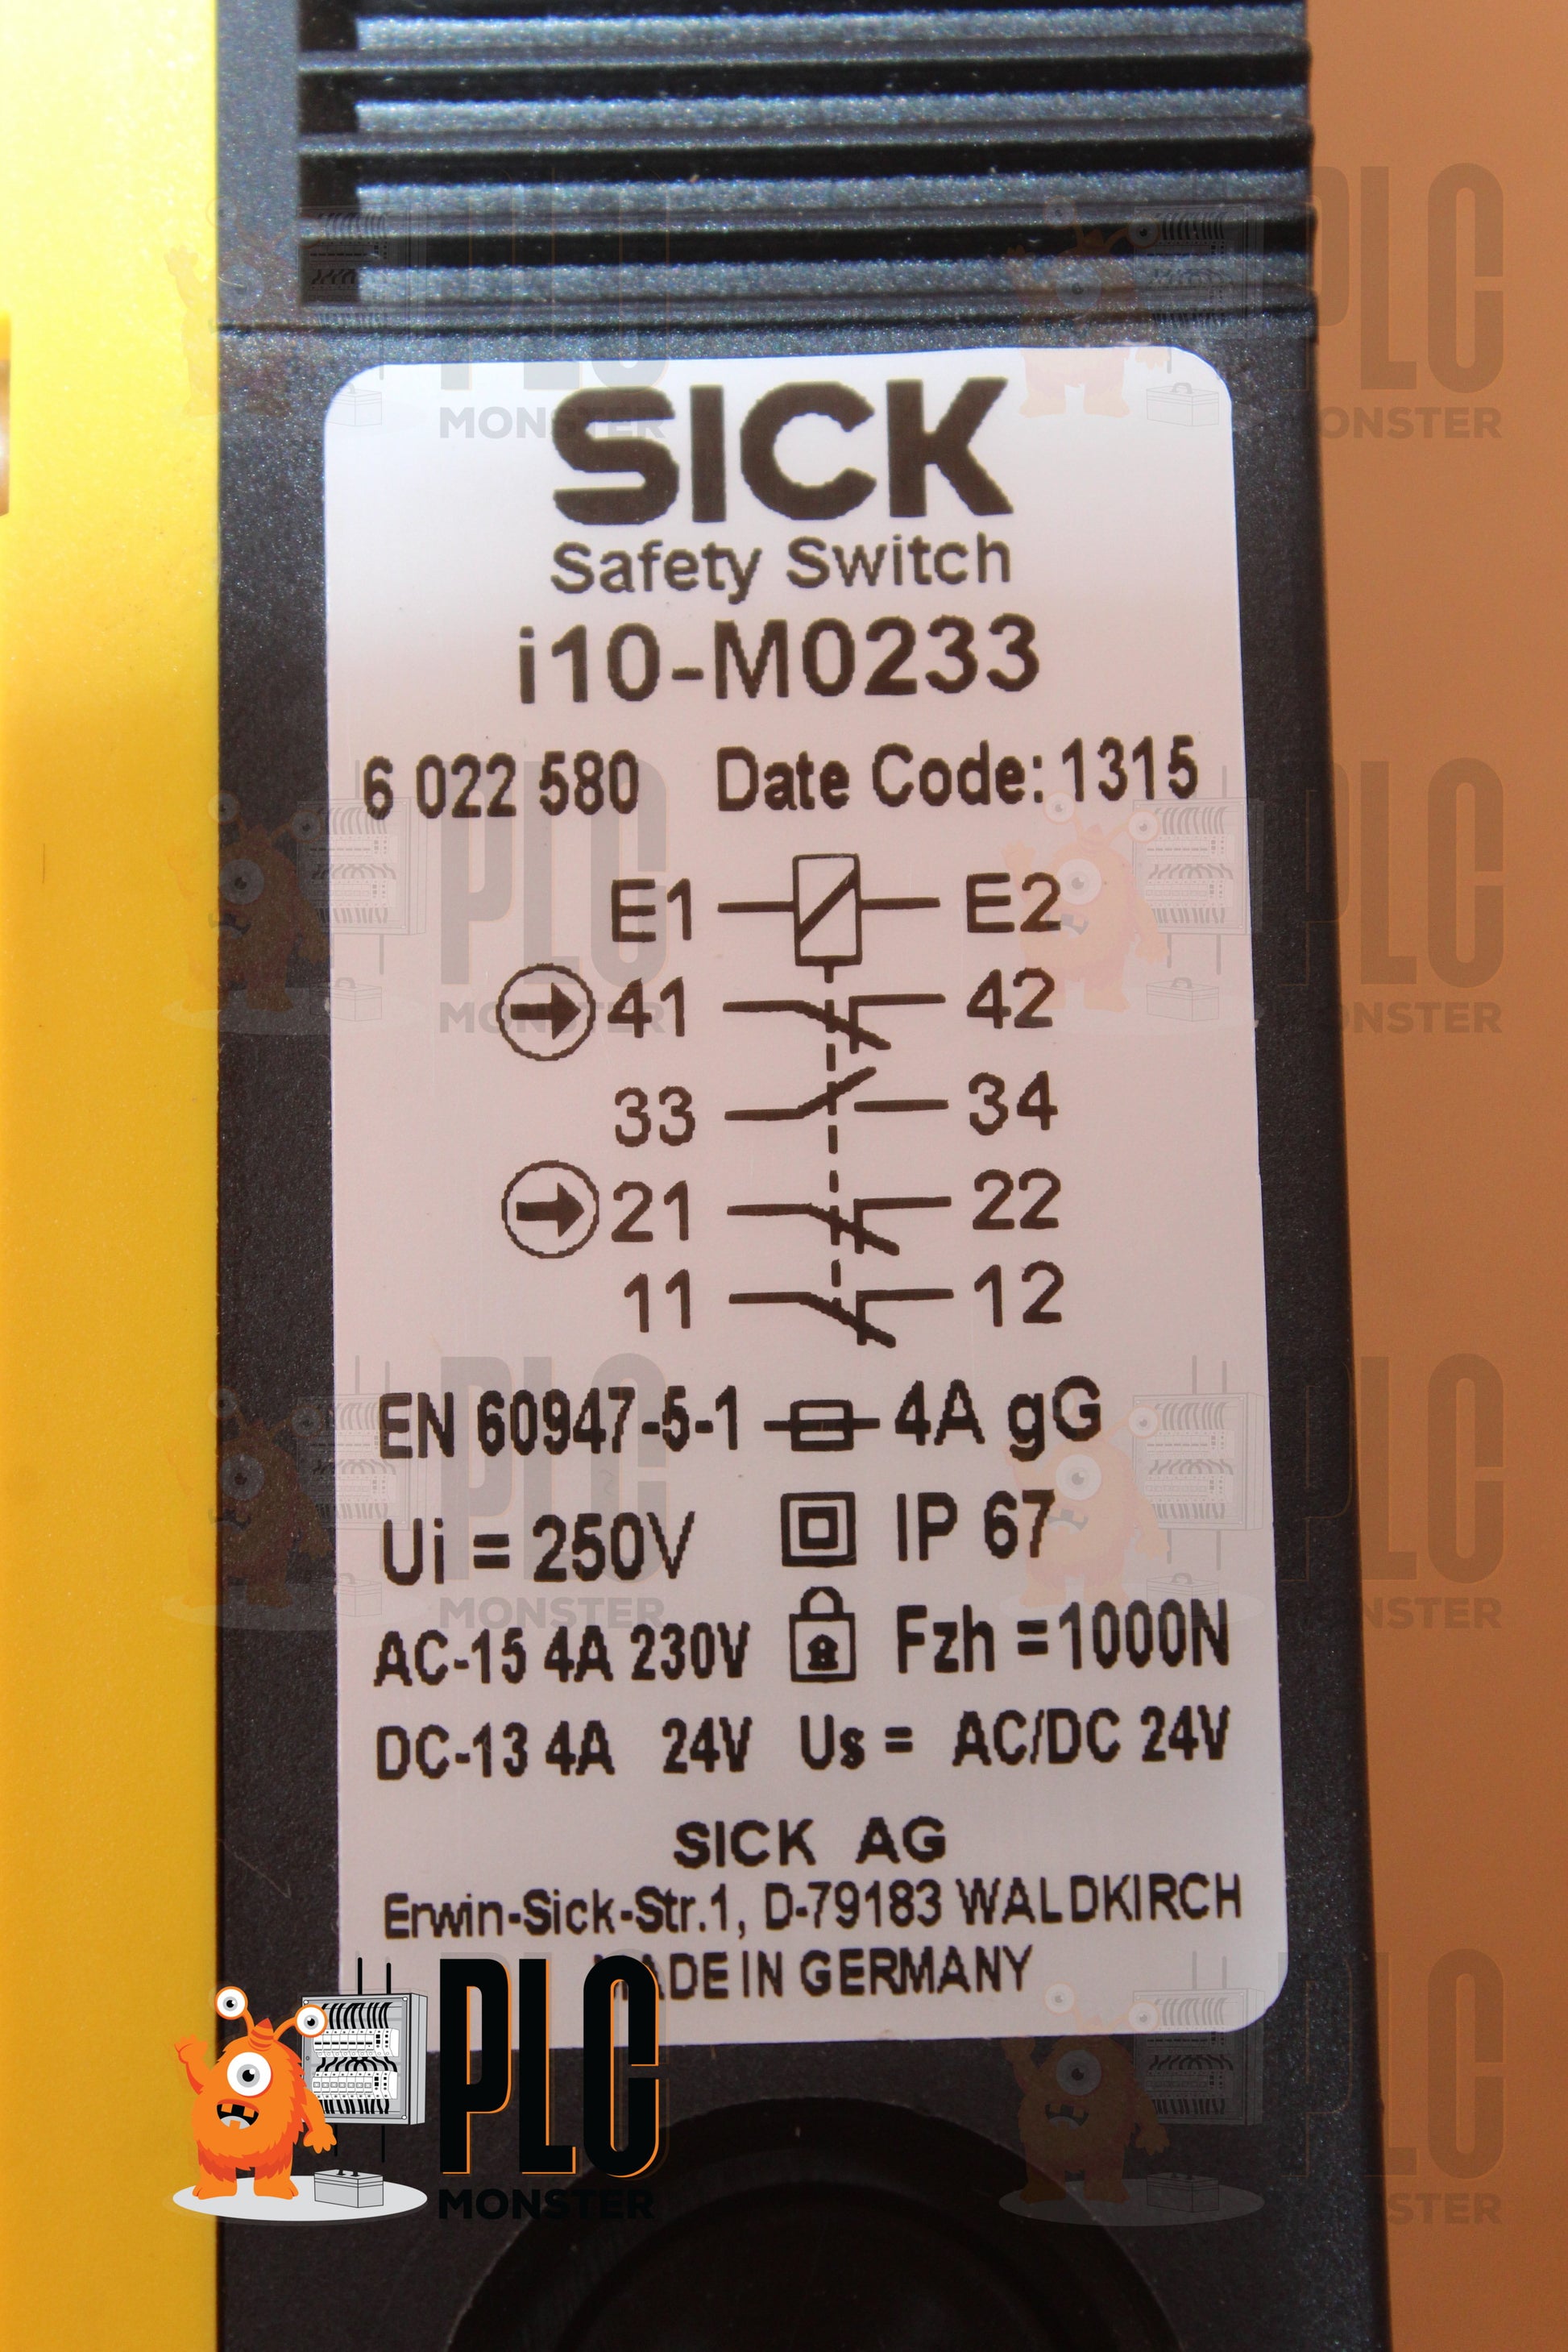 SICK
Safety Switch
i10-M0233
6 022 580 Date Code: 1315
E1 E2
41 42
33 34
21 22
11 12
EN 60947-5-1 4A gG
Ui = 250V IP 67
AC-15 4A 230V Fzh =1000N
DC-13 4A 24V Us = AC/DC 24V
SICK AG
Erwin-Sick-Str.1, D-79183 WALDKIRCH
MADE IN GERMANY
PLC
MONSTER